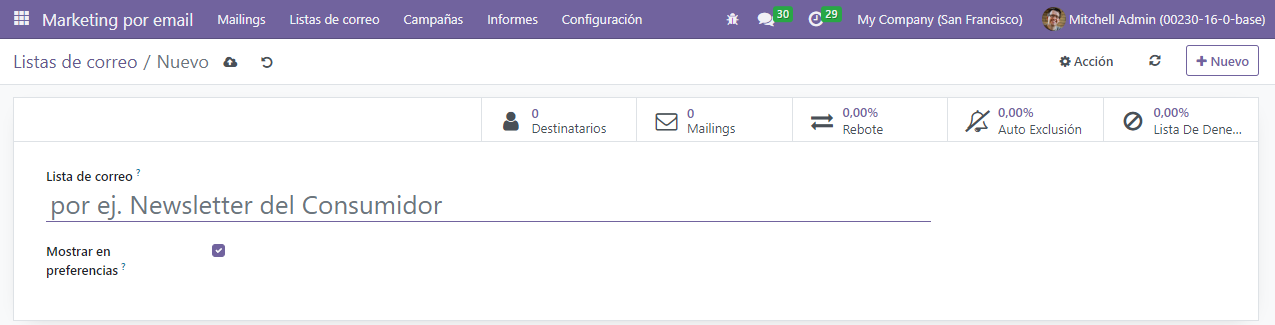 Marketing por email Mailings Listas de correo Campañas Informes Configuración 30 29 My Company (San Francisco) Mitchell Admin (00230-16-0-base)
Listas de correo / Nuevo Acción Nuevo
0 Destinatarios
0 Mailings
0,00% Rebote
0,00% Auto Exclusión
0,00% Lista De Dene...
Lista de correo ?
por ej. Newsletter del Consumidor
Mostrar en
preferencias ?